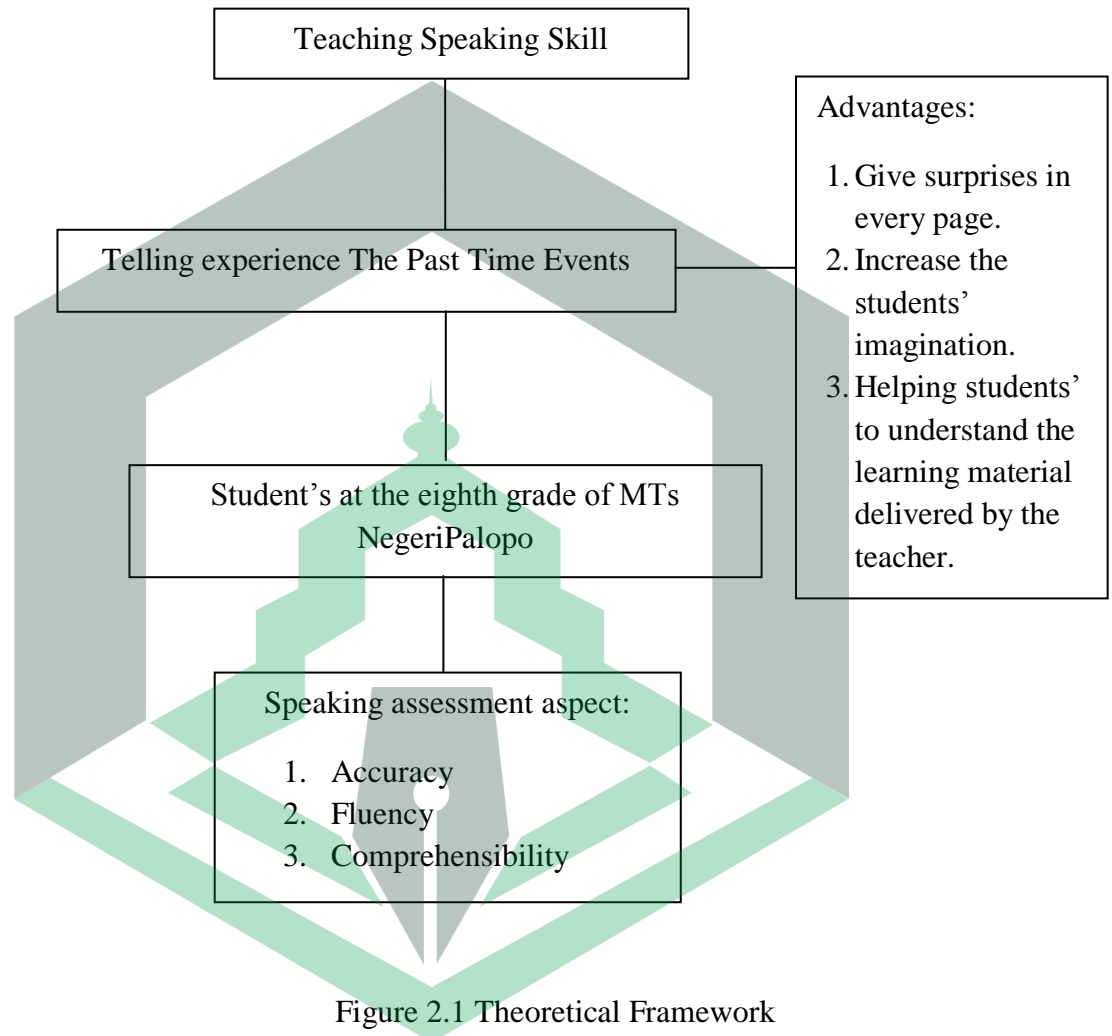 Teaching Speaking Skill
Advantages:
1. Give surprises in
every page.
2. Increase the
students’
imagination.
3. Helping students’
to understand the
learning material
delivered by the
teacher.
Telling experience The Past Time Events
Student’s at the eighth grade of MTs
NegeriPalopo
Speaking assessment aspect:
1. Accuracy
2. Fluency
3. Comprehensibility
Figure 2.1 Theoretical Framework